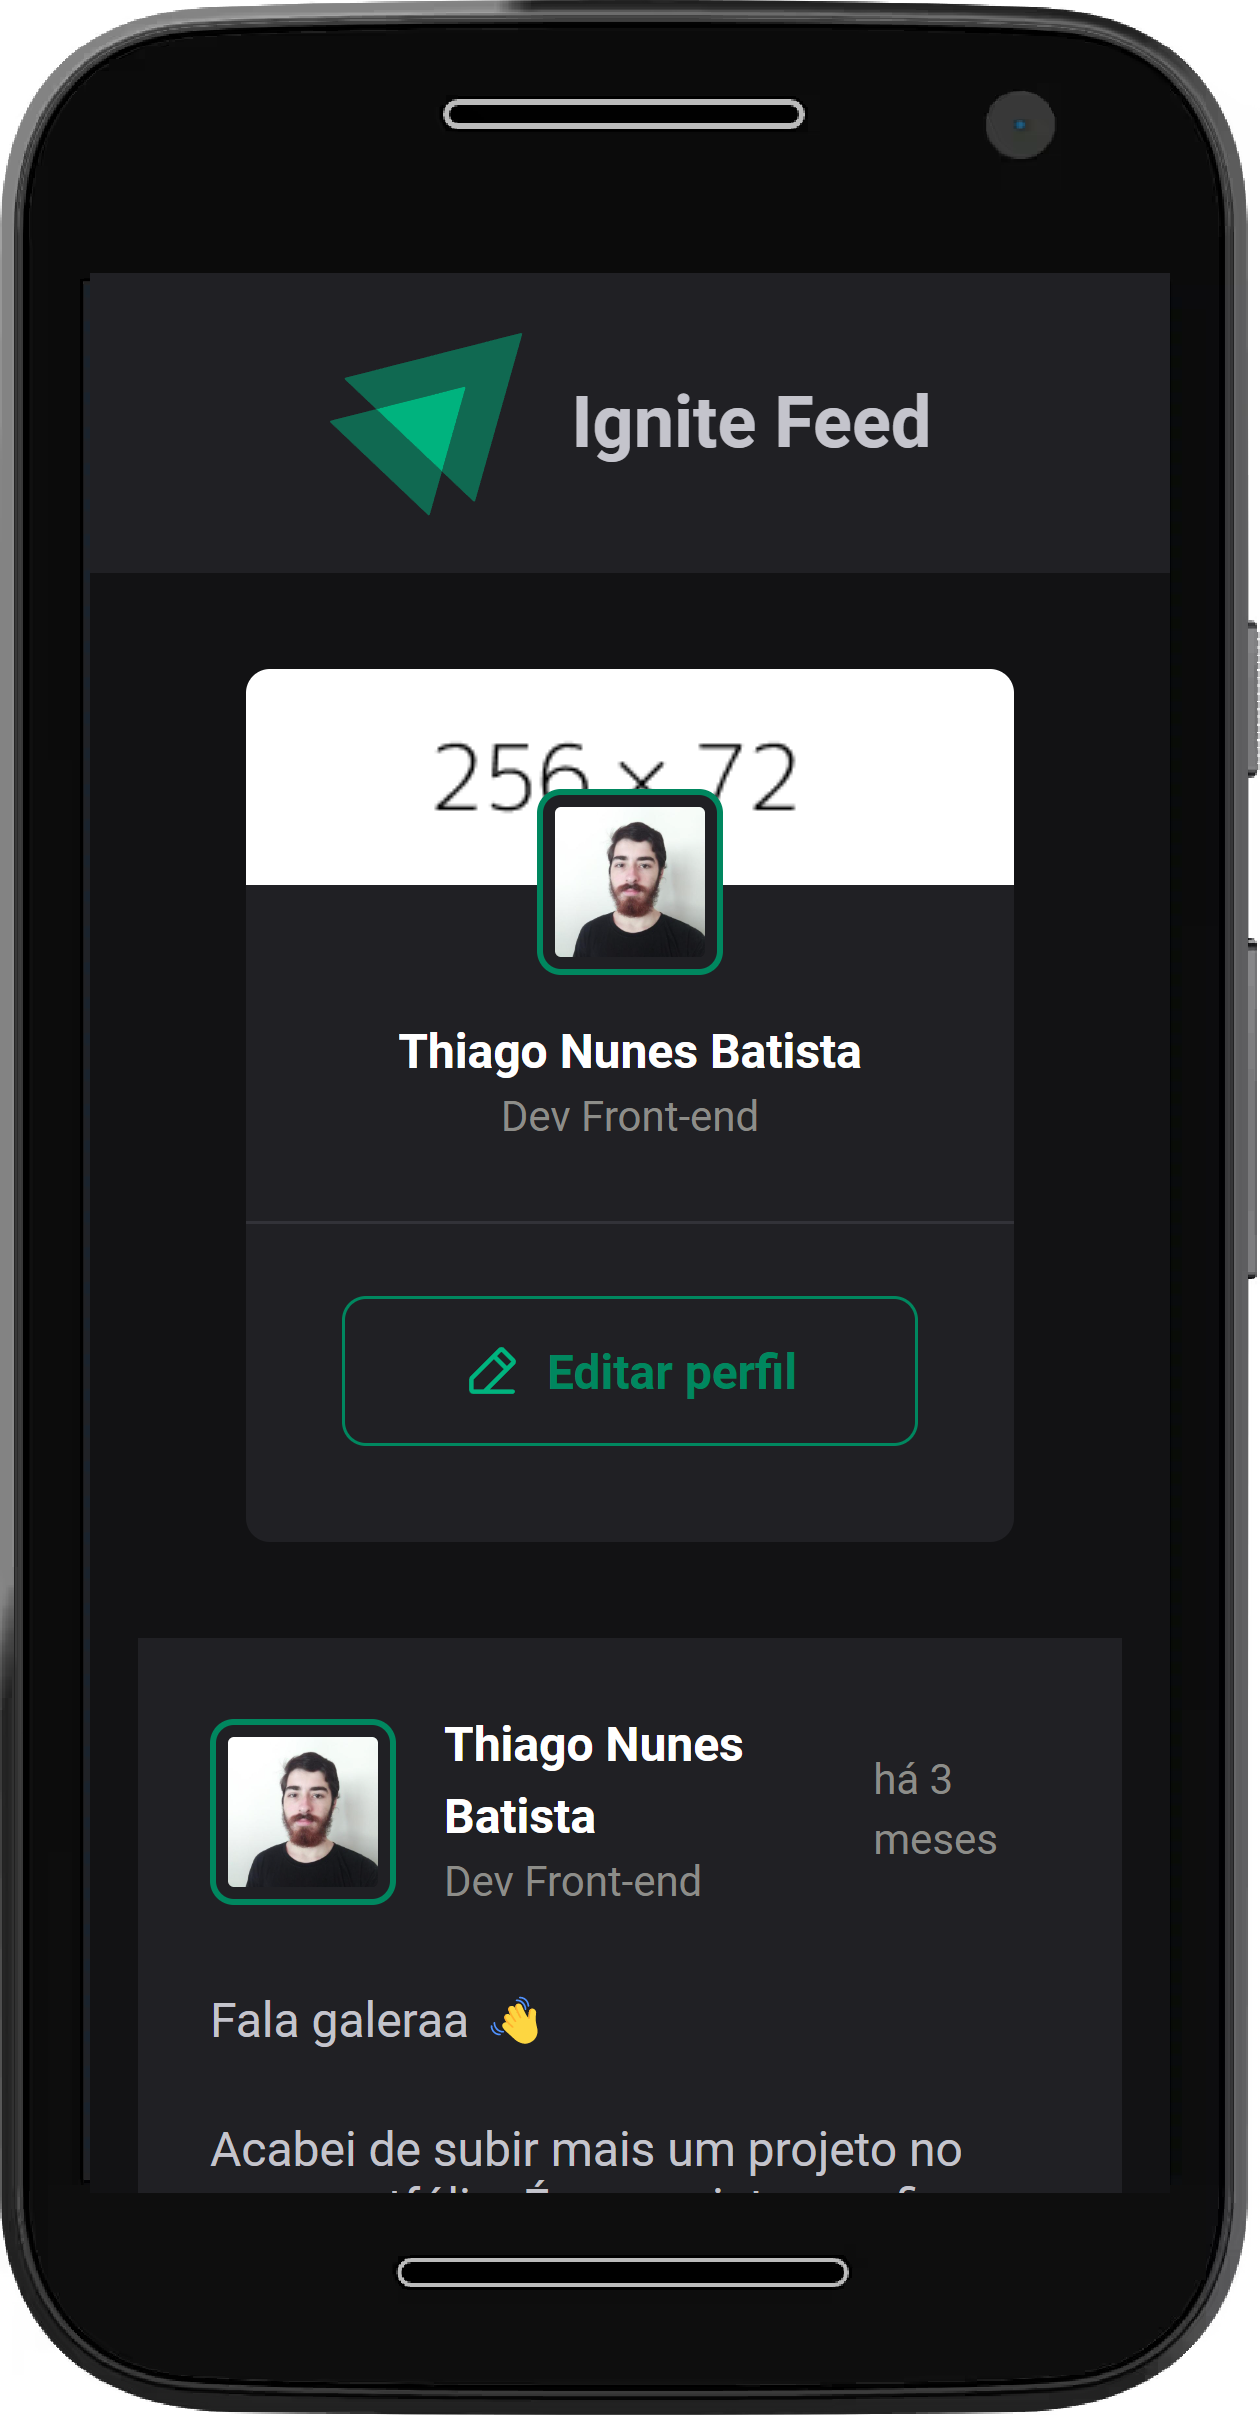 Ignite Feed
256 × 72
Thiago Nunes Batista
Dev Front-end
Editar perfil
Thiago Nunes
Batista
Dev Front-end
há 3
meses
Fala galeraa 👋
Acabei de subir mais um projeto no